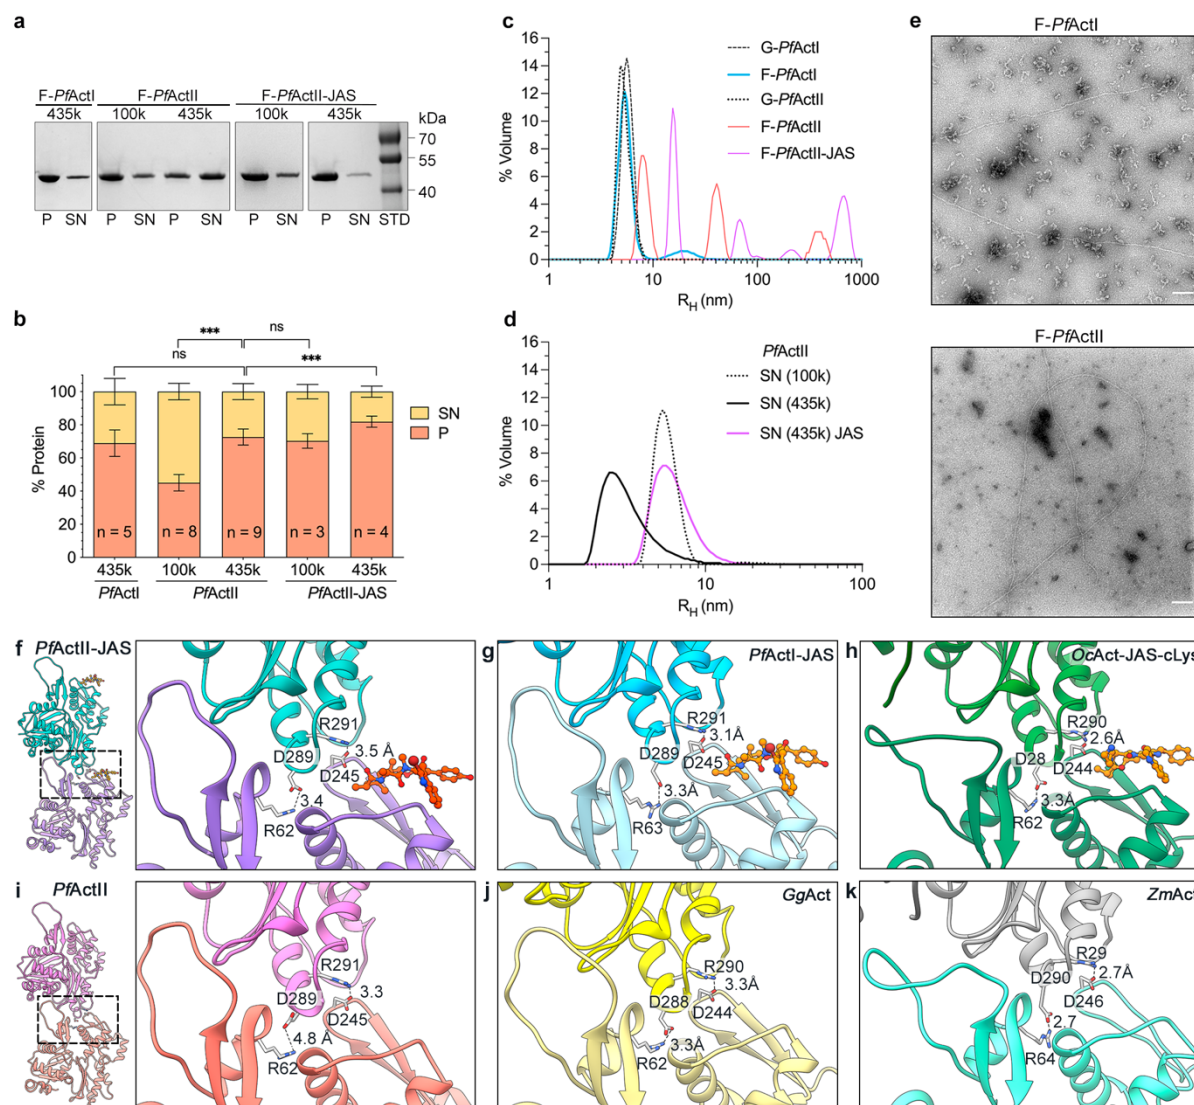 a
F-PfActI F-PfActII F-PfActII-JAS
435k 100k 435k 100k 435k kDa
70
55
40
P SN P SN P SN P SN P SN STD
b
ns
*** ns
ns ***
% Protein
100
80
60
40
20
0
SN
P
n = 5 n = 8 n = 9 n = 3 n = 4
435k 100k 435k 100k 435k
PfActI PfActII PfActII-JAS
c
% Volume
16
14
12
10
8
6
4
2
0
1 10 100 1000
RH (nm)
G-PfActI
F-PfActI
G-PfActII
F-PfActII
F-PfActII-JAS
d
% Volume
16
14
12
10
8
6
4
2
0
1 10 100
RH (nm)
PfActII
SN (100k)
SN (435k)
SN (435k) JAS
e
F-PfActI
F-PfActII
f PfActII-JAS
R291
3.5 Å
D289
D245
3.4
R62
g PfActI-JAS
R291
3.1Å
D289
D245
3.3Å
R63
h OcAct-JAS-cLys
R290
2.6Å
D28
D244
3.3Å
R62
i PfActII
R291
3.3
D289
D245
4.8 Å
R62
j GgAct
R290
3.3Å
D288
D244
3.3Å
R62
k ZmAct
R29
2.7Å
D290
D246
2.7
R64